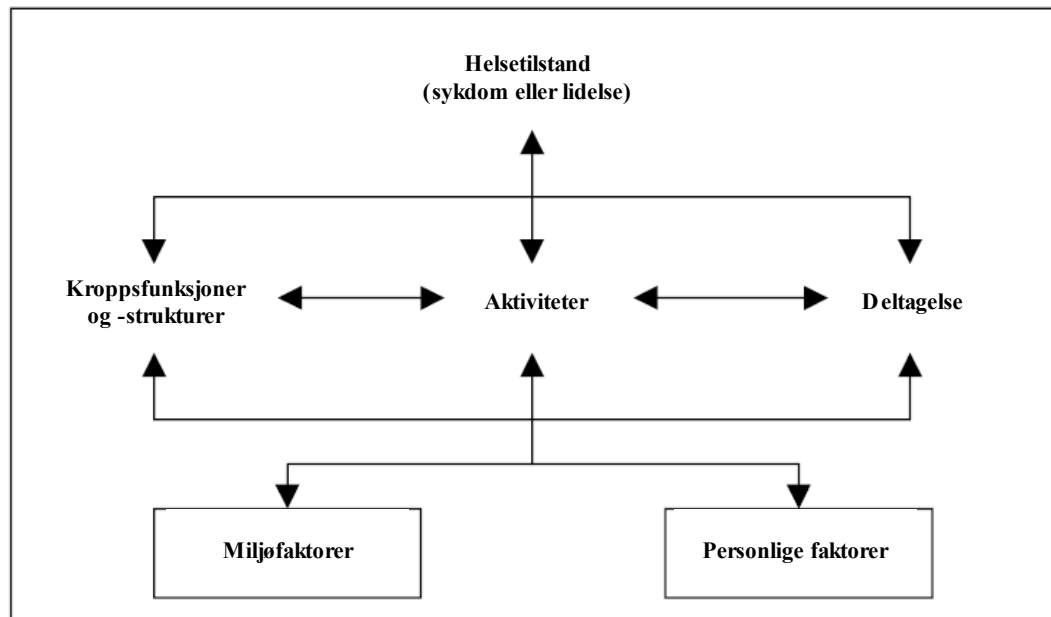 Helsetilstand
(sykdom eller lidelse)
Kroppsfunksjoner
og -strukturer
Aktiviteter
Deltagelse
Miljøfaktorer
Personlige faktorer